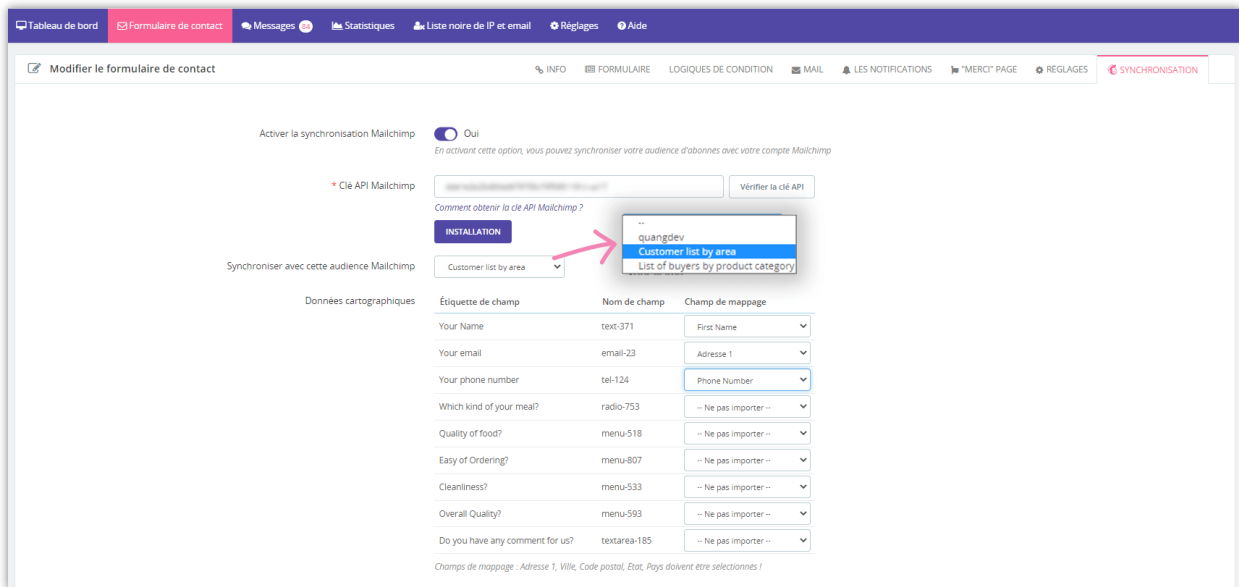 Tableau de bord Formulaire de contact Messages 84 Statistiques Liste noire de IP et email Réglages Aide
Modifier le formulaire de contact INFO FORMULAIRE LOGIQUES DE CONDITION MAIL LES NOTIFICATIONS "MERCI" PAGE RÉGLAGES SYNCHRONISATION
Activer la synchronisation Mailchimp Oui
En activant cette option, vous pouvez synchroniser votre audience d'abonnés avec votre compte Mailchimp
* Clé API Mailchimp Vérifier la clé API
Comment obtenir la clé API Mailchimp ?
INSTALLATION
--
quangdev
Customer list by area
List of buyers by product category
Synchroniser avec cette audience Mailchimp Customer list by area
Données cartographiques Étiquette de champ Nom de champ Champ de mappage
Your Name text-371 First Name
Your email email-23 Adresse 1
Your phone number tel-124 Phone Number
Which kind of your meal? radio-753 -- Ne pas importer --
Quality of food? menu-518 -- Ne pas importer --
Easy of Ordering? menu-807 -- Ne pas importer --
Cleanliness? menu-533 -- Ne pas importer --
Overall Quality? menu-593 -- Ne pas importer --
Do you have any comment for us? textarea-185 -- Ne pas importer --
Champs de mappage : Adresse 1, Ville, Code postal, État, Pays doivent être sélectionnés !